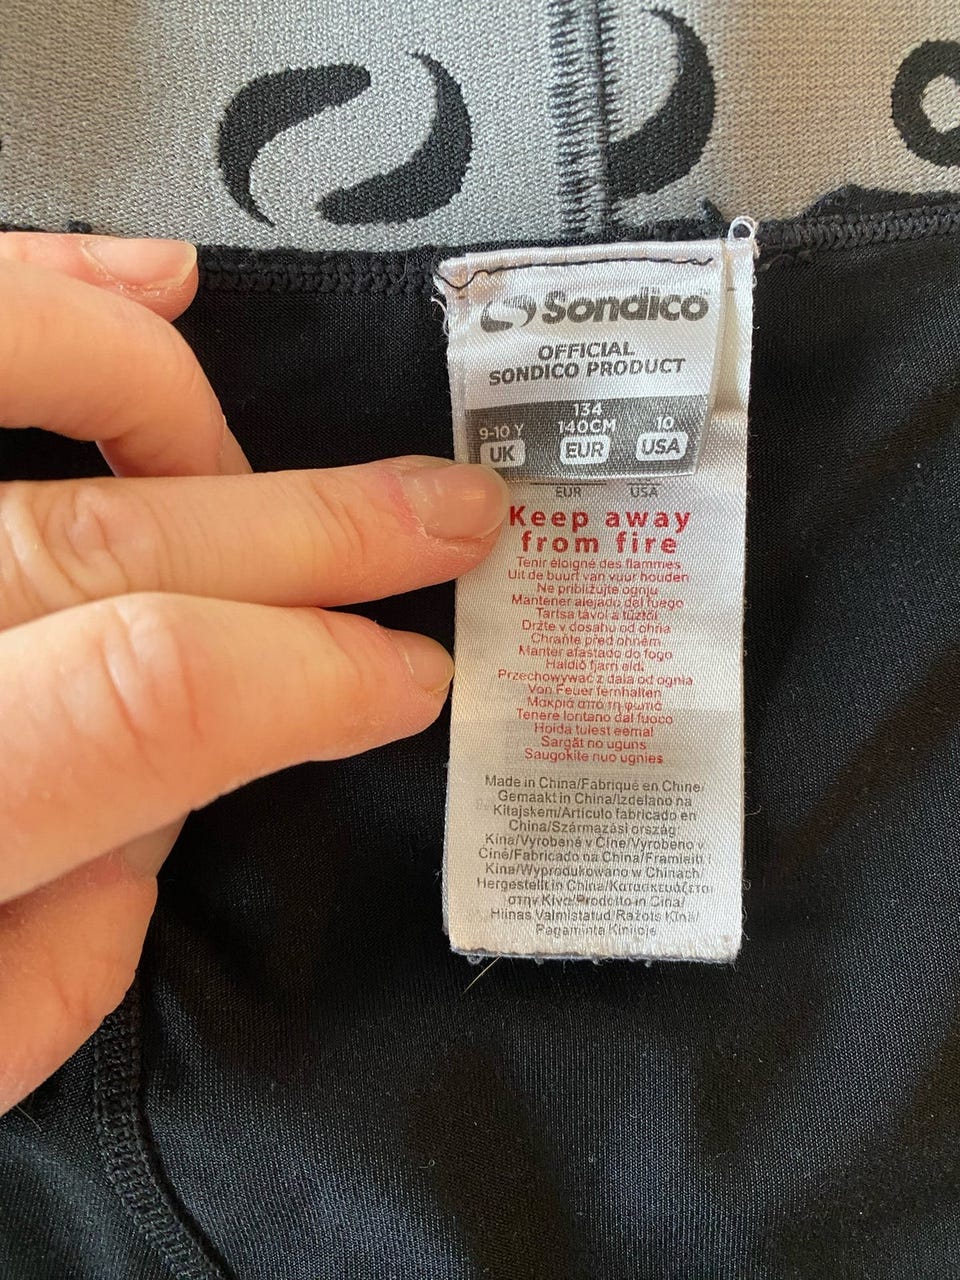 Sondico™
OFFICIAL
SONDICO PRODUCT
134
9-10 Y 140CM 10
UK EUR USA
EUR USA
Keep away
from fire
Tenir éloigné des flammes
Uit de buurt van vuur houden
Ne približujte ognju
Mantener alejado del fuego
Tartsa távol a tűztől
Držte v dosahu od ohňa
Chraňte před ohněm
Manter afastado do fogo
Haldið fjarri eldi
Przechowywać z dala od ognia
Von Feuer fernhalten
Μακριά από τη φωτιά
Tenere lontano dal fuoco
Hoida tulest eemal
Sargāt no uguns
Saugokite nuo ugnies
Made in China/Fabriqué en Chine/
Gemaakt in China/Izdelano na
Kitajskem/Artículo fabricado en
China/Származási ország:
Kína/Vyrobené v Číne/Vyrobeno v
Číně/Fabricado na China/Framleitt í
Kína/Wyprodukowano w Chinach/
Hergestellt in China/Κατασκευάζεται
στην Κίνα/Prodotto in Cina/
Hiinas Valmistatud/Ražots Ķīnā/
Pagaminta Kinijoje